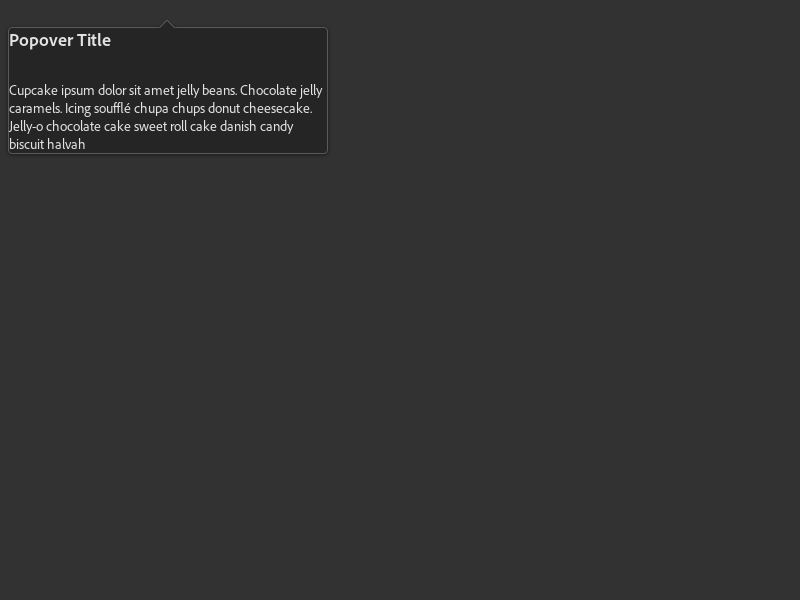 Popover Title
Cupcake ipsum dolor sit amet jelly beans. Chocolate jelly
caramels. Icing soufflé chupa chups donut cheesecake.
Jelly-o chocolate cake sweet roll cake danish candy
biscuit halvah